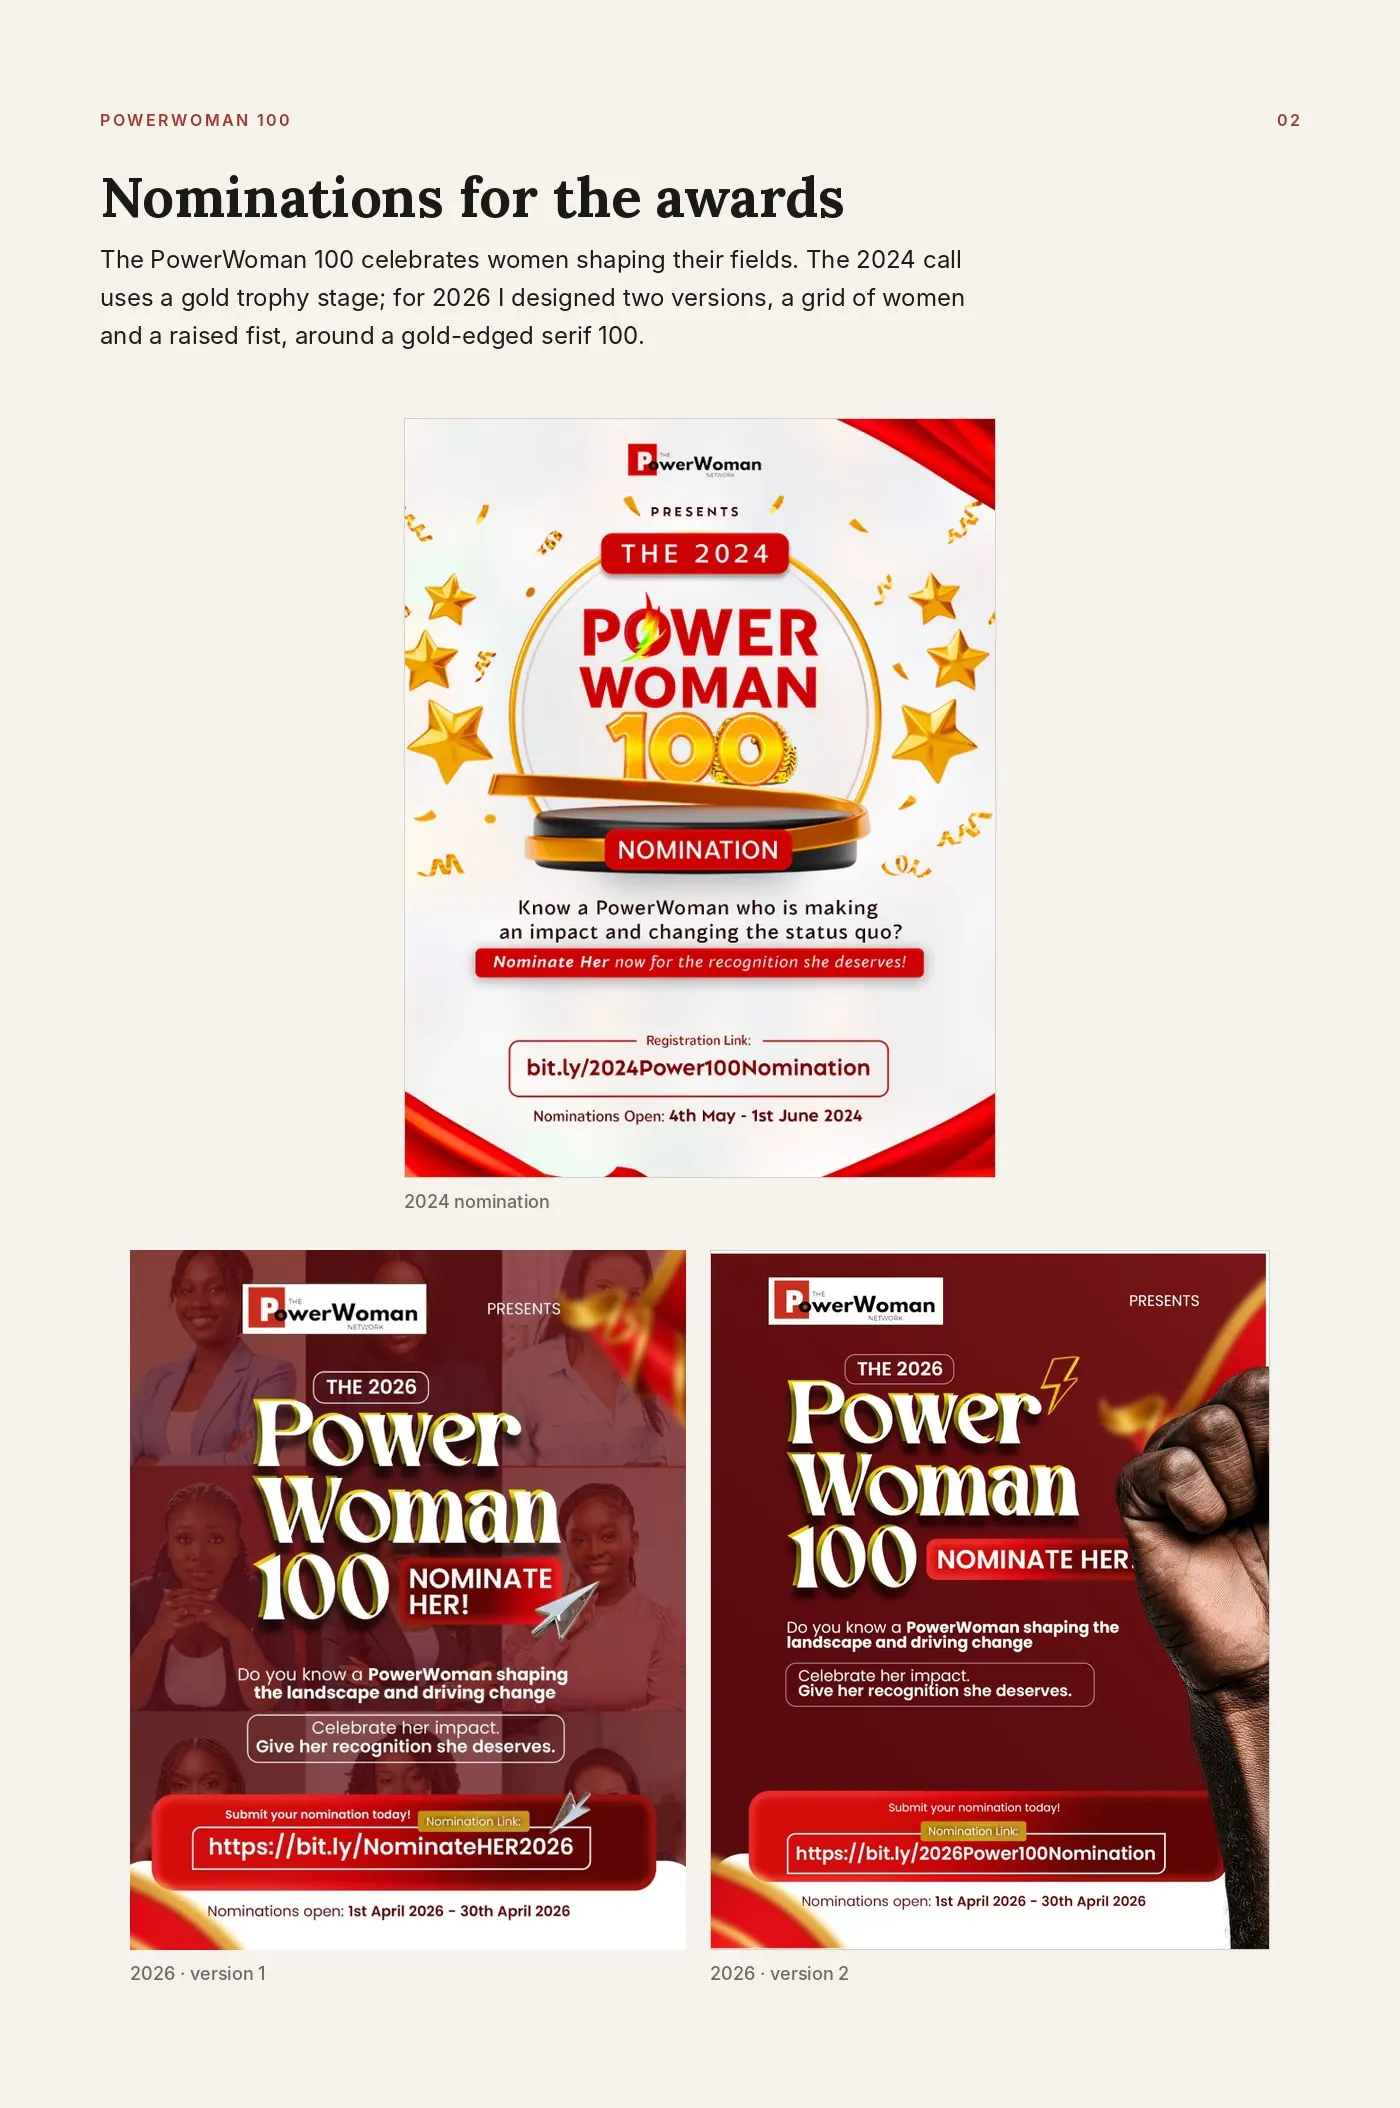 POWERWOMAN 100
02
Nominations for the awards
The PowerWoman 100 celebrates women shaping their fields. The 2024 call
uses a gold trophy stage; for 2026 I designed two versions, a grid of women
and a raised fist, around a gold-edged serif 100.
THE
PowerWoman
NETWORK
PRESENTS
THE 2024
POWER
WOMAN
100
NOMINATION
Know a PowerWoman who is making
an impact and changing the status quo?
Nominate Her now for the recognition she deserves!
Registration Link:
bit.ly/2024Power100Nomination
Nominations Open: 4th May - 1st June 2024
2024 nomination
THE
PowerWoman
NETWORK
PRESENTS
THE 2026
Power
Woman
100
NOMINATE
HER!
Do you know a PowerWoman shaping
the landscape and driving change
Celebrate her impact.
Give her recognition she deserves.
Submit your nomination today!
Nomination Link:
https://bit.ly/NominateHER2026
Nominations open: 1st April 2026 - 30th April 2026
2026 · version 1
THE
PowerWoman
NETWORK
PRESENTS
THE 2026
Power
Woman
100
NOMINATE HER.
Do you know a PowerWoman shaping the
landscape and driving change
Celebrate her impact.
Give her recognition she deserves.
Submit your nomination today!
Nomination Link:
https://bit.ly/2026Power100Nomination
Nominations open: 1st April 2026 - 30th April 2026
2026 · version 2